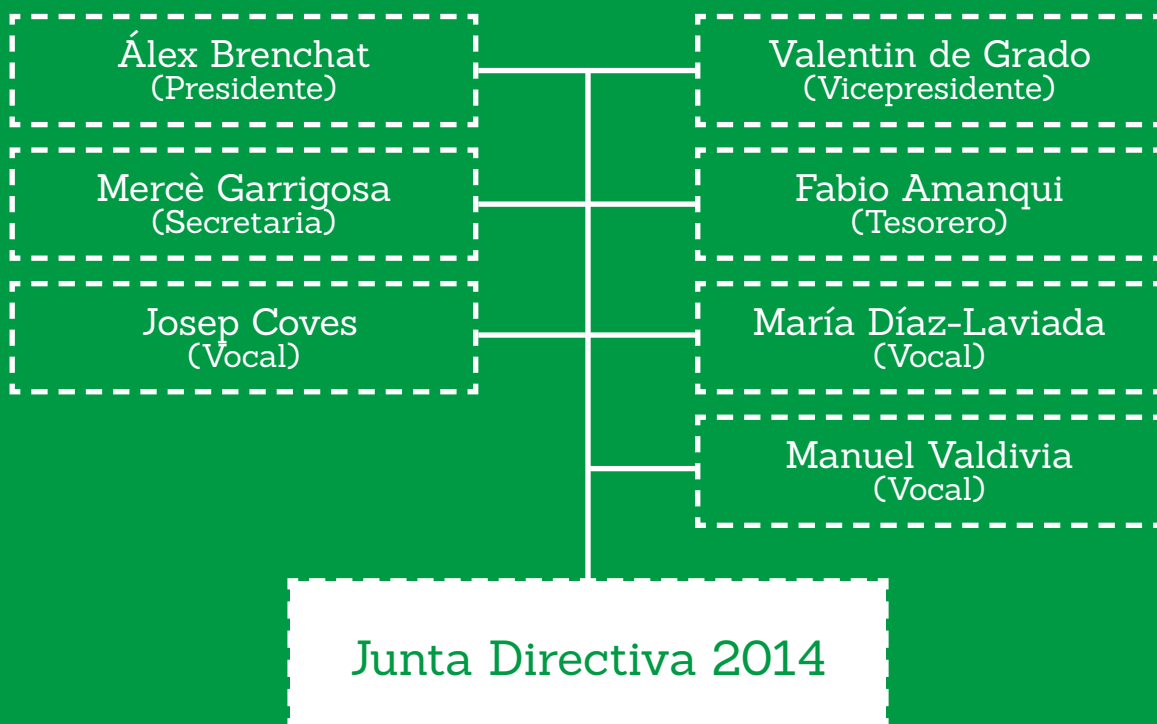 Álex Brenchat
(Presidente)
Valentin de Grado
(Vicepresidente)
Mercè Garrigosa
(Secretaria)
Fabio Amanqui
(Tesorero)
Josep Coves
(Vocal)
María Díaz-Laviada
(Vocal)
Manuel Valdivia
(Vocal)
Junta Directiva 2014